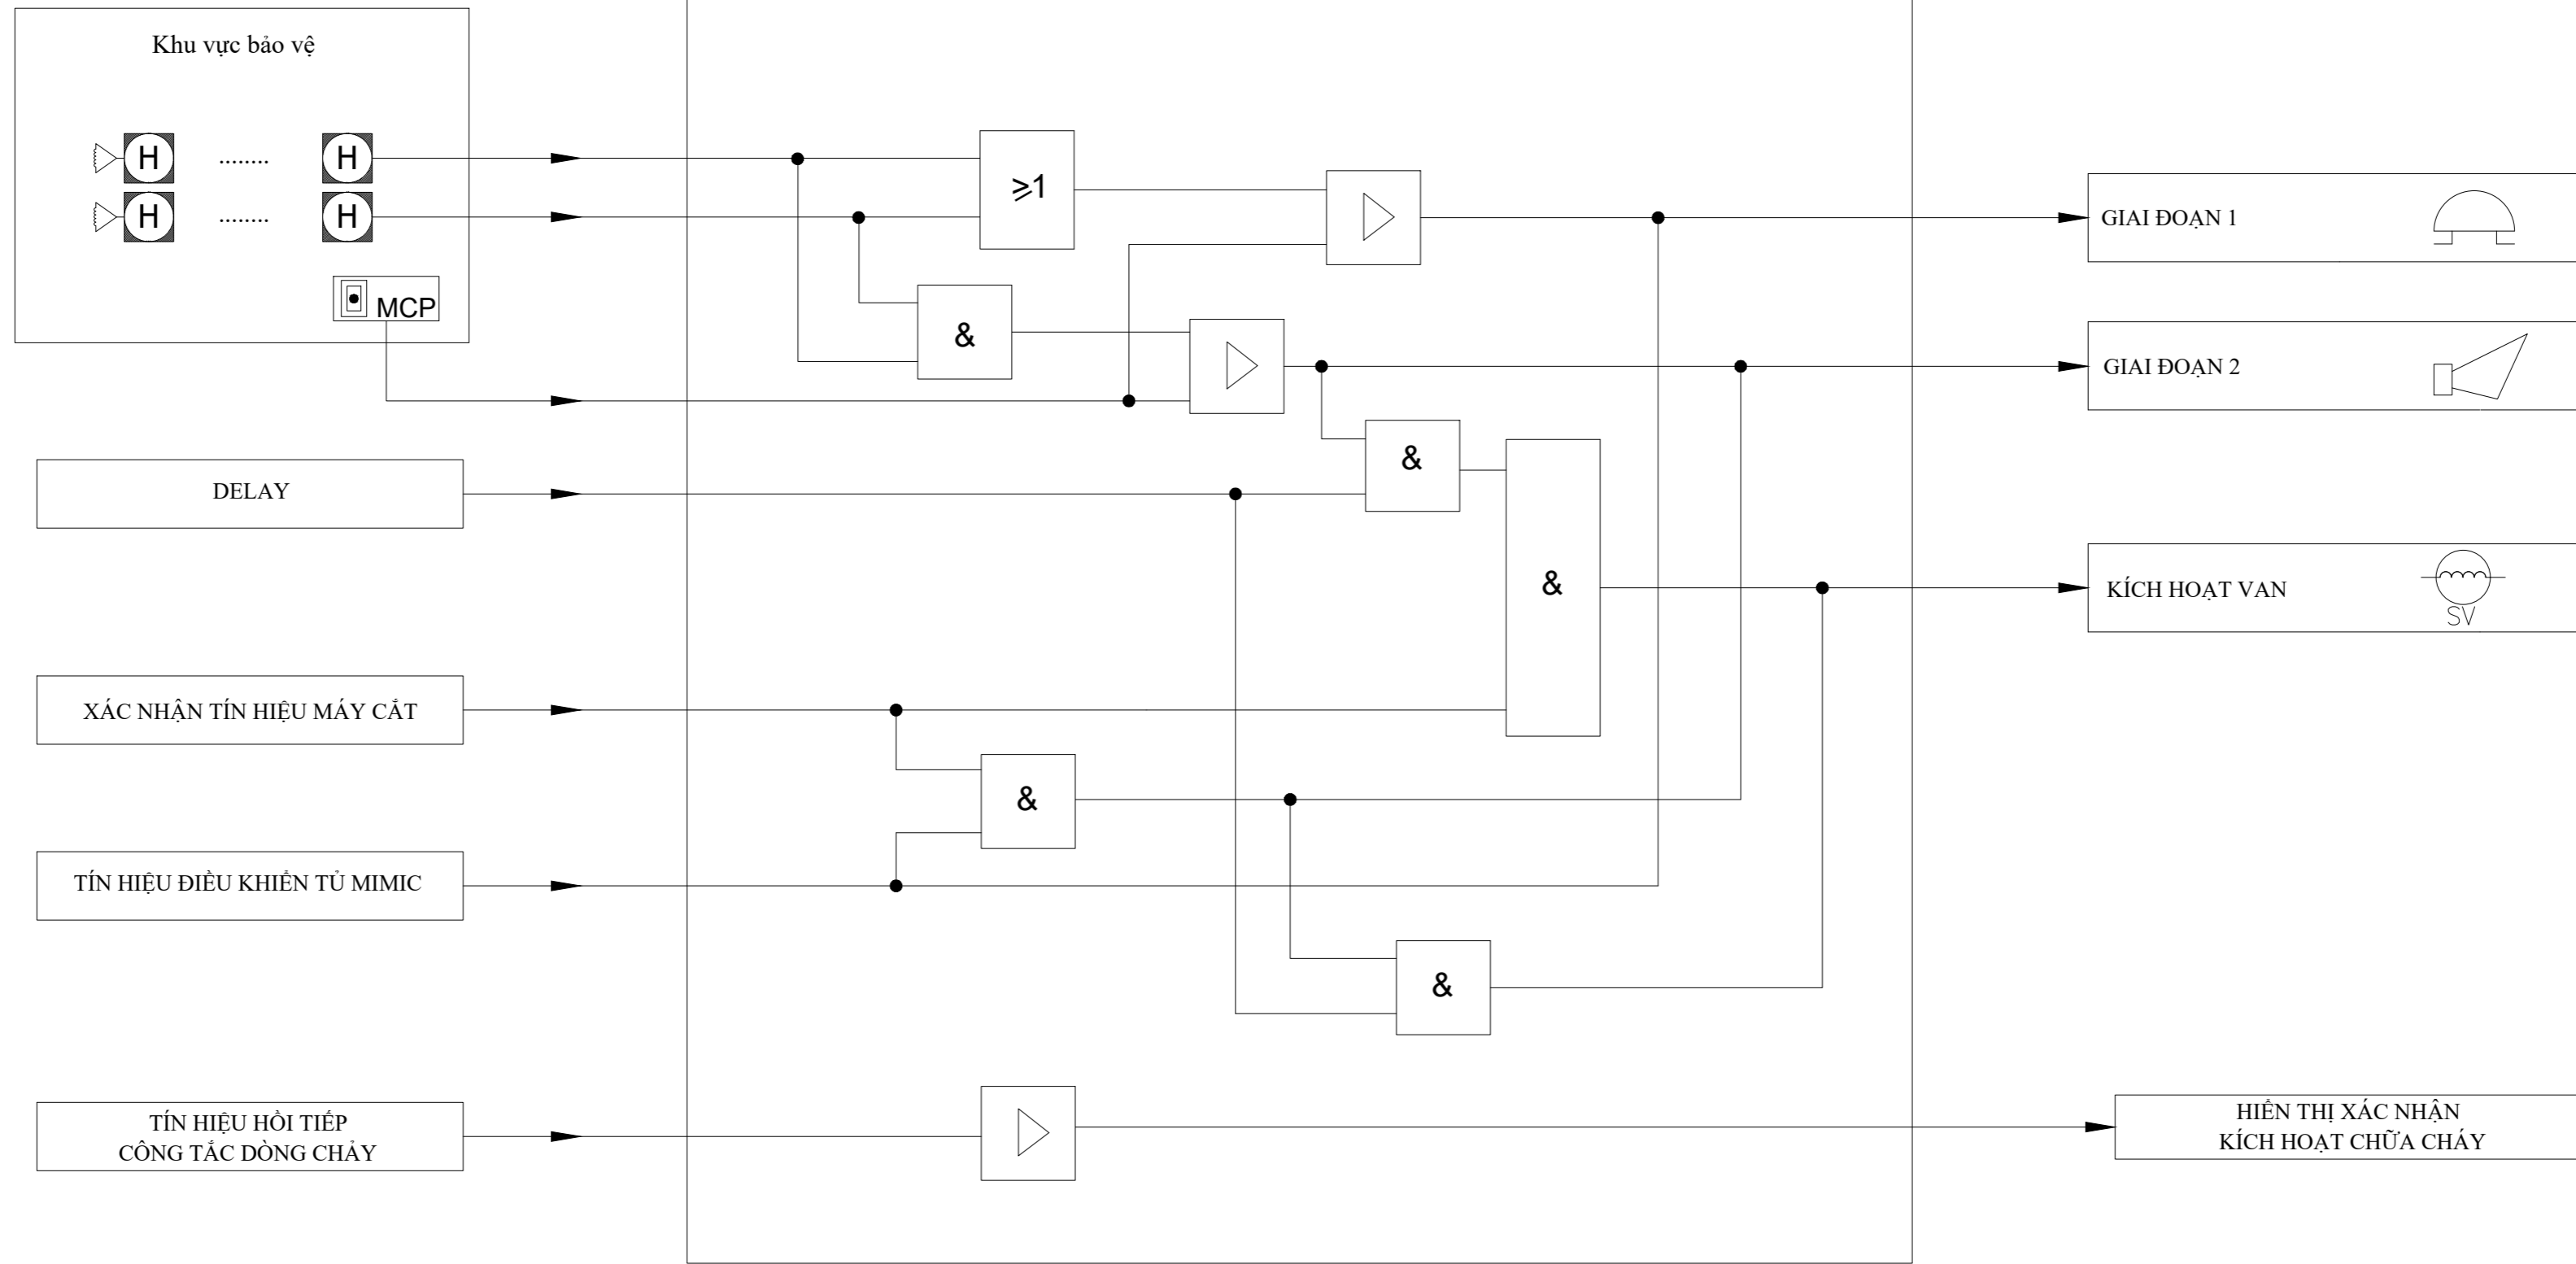 Khu vực bảo vệ
H ........ H
H ........ H
MCP
≥1
&
GIAI ĐOẠN 1
GIAI ĐOẠN 2
DELAY
&
&
KÍCH HOẠT VAN
SV
XÁC NHẬN TÍN HIỆU MÁY CẮT
&
TÍN HIỆU ĐIỀU KHIỂN TỦ MIMIC
&
TÍN HIỆU HỒI TIẾP
CÔNG TẮC DÒNG CHẢY
HIỂN THỊ XÁC NHẬN
KÍCH HOẠT CHỮA CHÁY